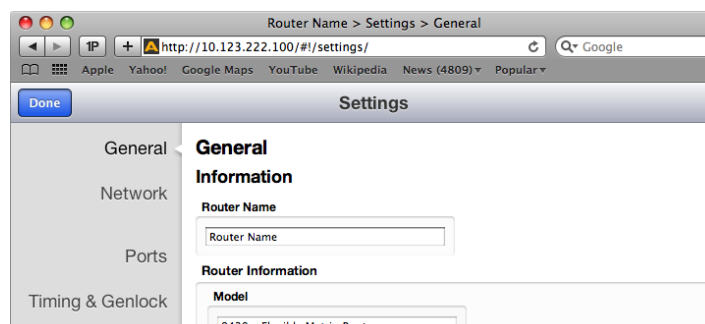 Router Name > Settings > General
1P + http://10.123.222.100/#!/settings/ Google
Apple Yahoo! Google Maps YouTube Wikipedia News (4809) Popular
Done Settings
General
Network
Ports
Timing & Genlock
General
Information
Router Name
Router Name
Router Information
Model